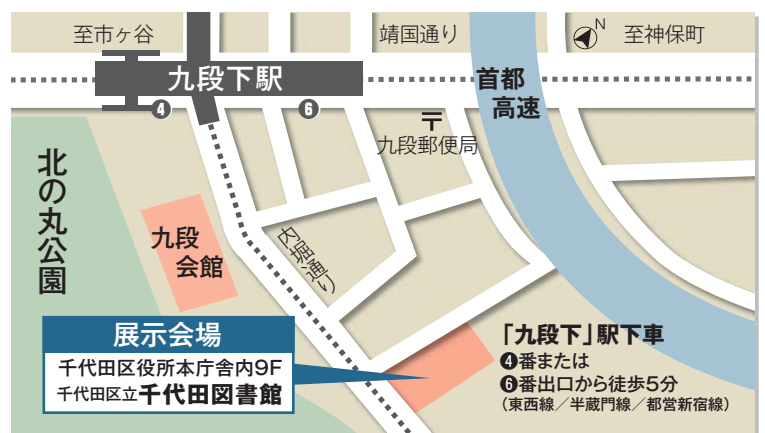 至市ヶ谷
靖国通り
N
至神保町
九段下駅
首都
高速
❹
❻
〒
九段郵便局
北の丸公園
九段
会館
内堀通り
展示会場
千代田区役所本庁舎内9F
千代田区立千代田図書館
「九段下」駅下車
❹番または
❻番出口から徒歩5分
（東西線／半蔵門線／都営新宿線）